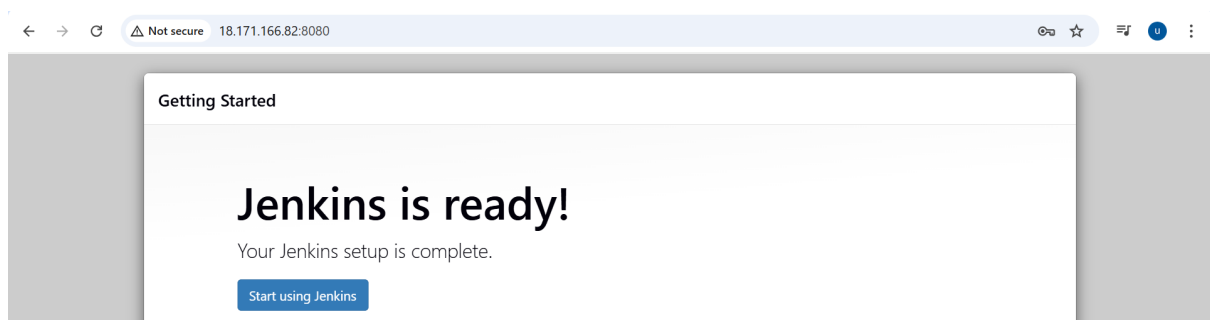 Not secure 18.171.166.82:8080
U
Getting Started
Jenkins is ready!
Your Jenkins setup is complete.
Start using Jenkins